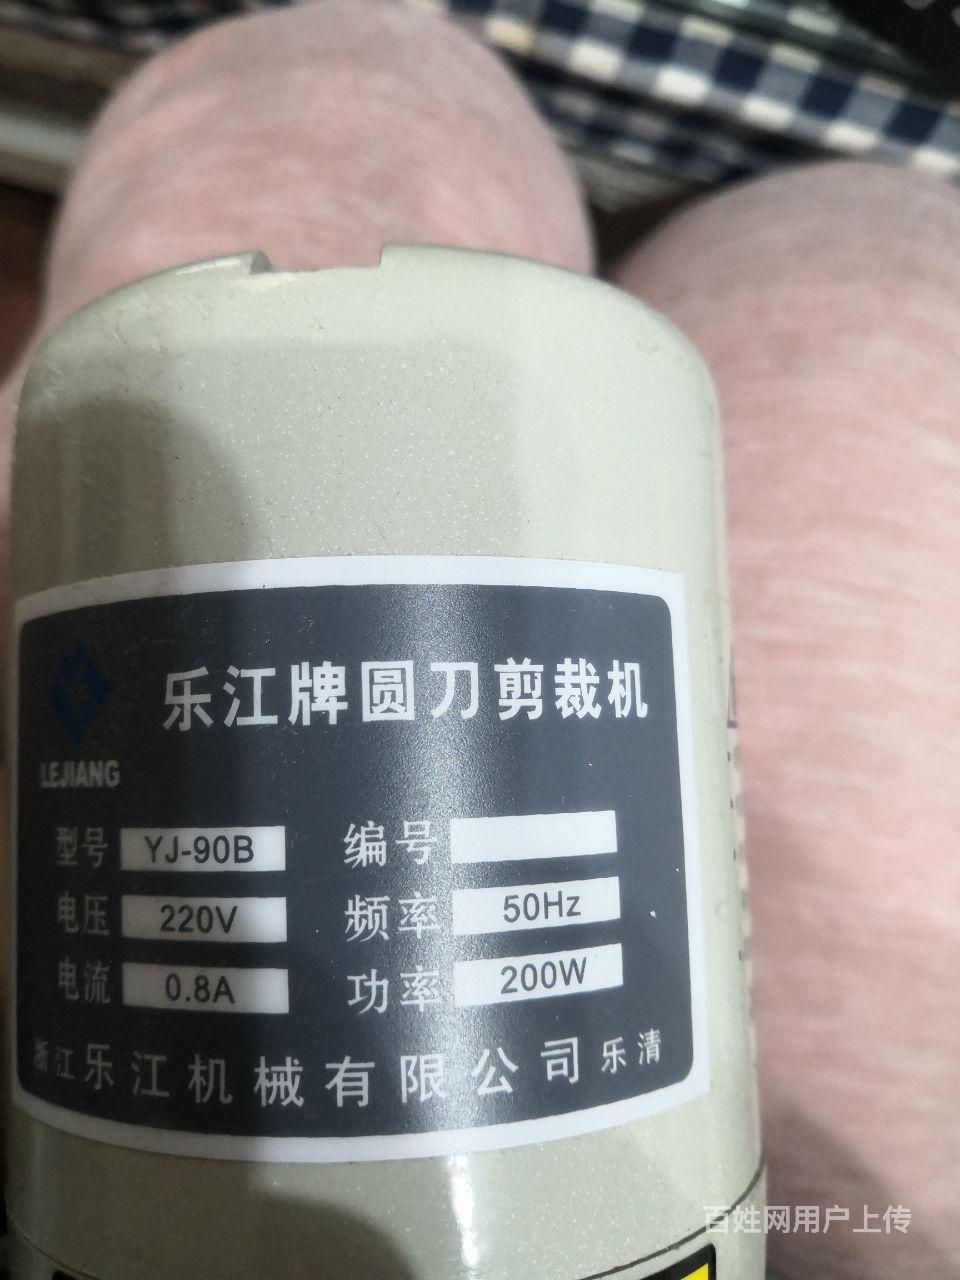 乐江牌圆刀剪裁机
LEJIANG
型号 YJ-90B 编号
电压 220V 频率 50Hz
电流 0.8A 功率 200W
浙江乐江机械有限公司乐清
百姓网用户上传